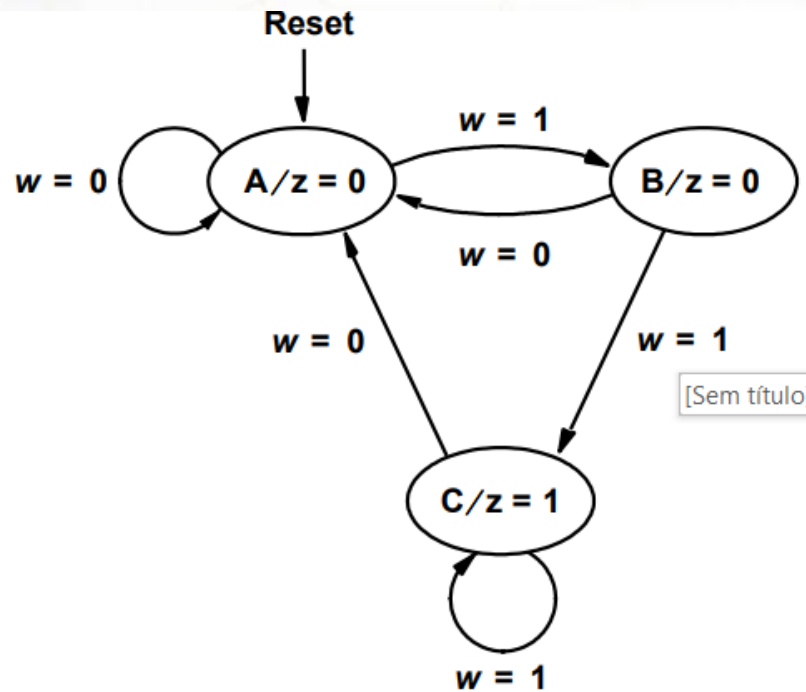 Reset
w = 1
w = 0
A/z = 0
B/z = 0
w = 0
w = 0
w = 1
[Sem título
C/z = 1
w = 1